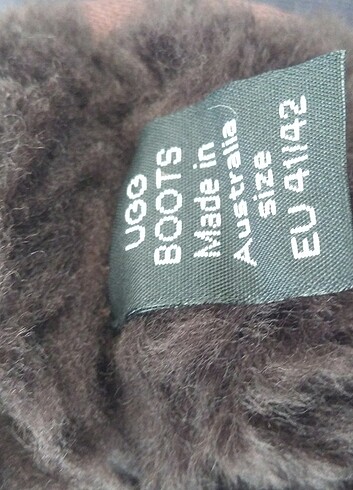 UGG
BOOTS
Made in
Australia
size
EU 41/42